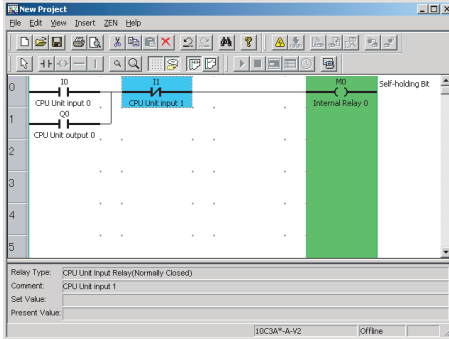 New Project
File Edit View Insert ZEN Help
0 I0 I1 M0 Self-holding Bit
CPU Unit input 0 CPU Unit input 1 Internal Relay 0
1 Q0
CPU Unit output 0
2
3
4
5
Relay Type: CPU Unit Input Relay(Normally Closed)
Comment: CPU Unit input 1
Set Value:
Present Value:
10C3A*-A-V2 Offline